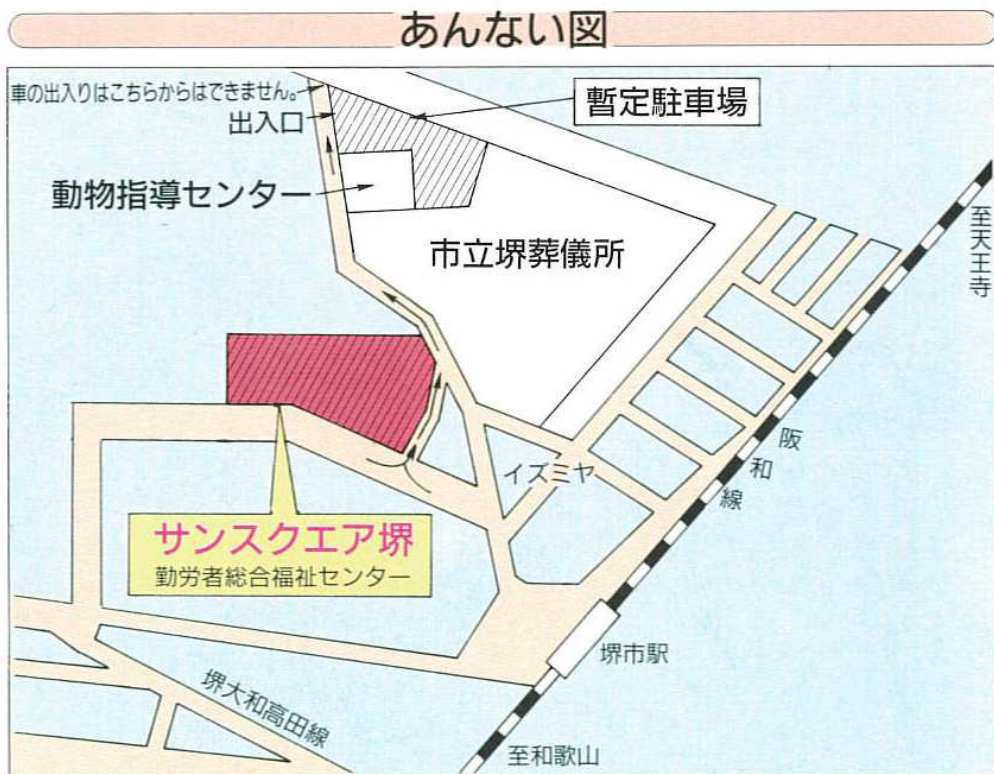 あんない図
車の出入りはこちらからはできません。
出入口
暫定駐車場
動物指導センター
市立堺葬儀所
至天王寺
阪和線
イズミヤ
サンスクエア堺
勤労者総合福祉センター
堺市駅
堺大和高田線
至和歌山